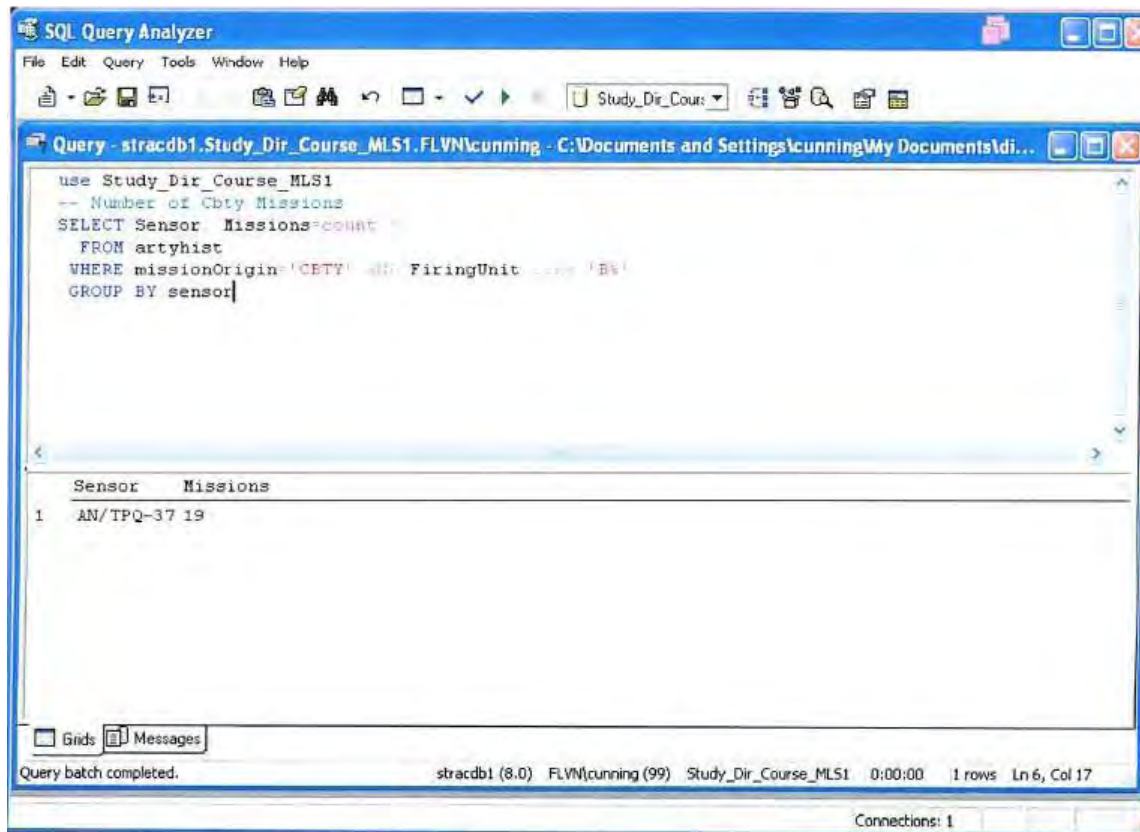 SQL Query Analyzer
File Edit Query Tools Window Help
Study_Dir_Cours
Query - stracdb1.Study_Dir_Course_MLS1.FLVN\cunning - C:\Documents and Settings\cunning\My Documents\di...
use Study_Dir_Course_MLS1
-- Number of Cbty Missions
SELECT Sensor Missions=count
FROM artyhist
WHERE missionOrigin 'CBTY' FiringUnit 'B%'
GROUP BY sensor
Sensor Missions
1 AN/TPQ-37 19
Grids Messages
Query batch completed. stracdb1 (8.0) FLVN\cunning (99) Study_Dir_Course_MLS1 0:00:00 1 rows Ln 6, Col 17
Connections: 1